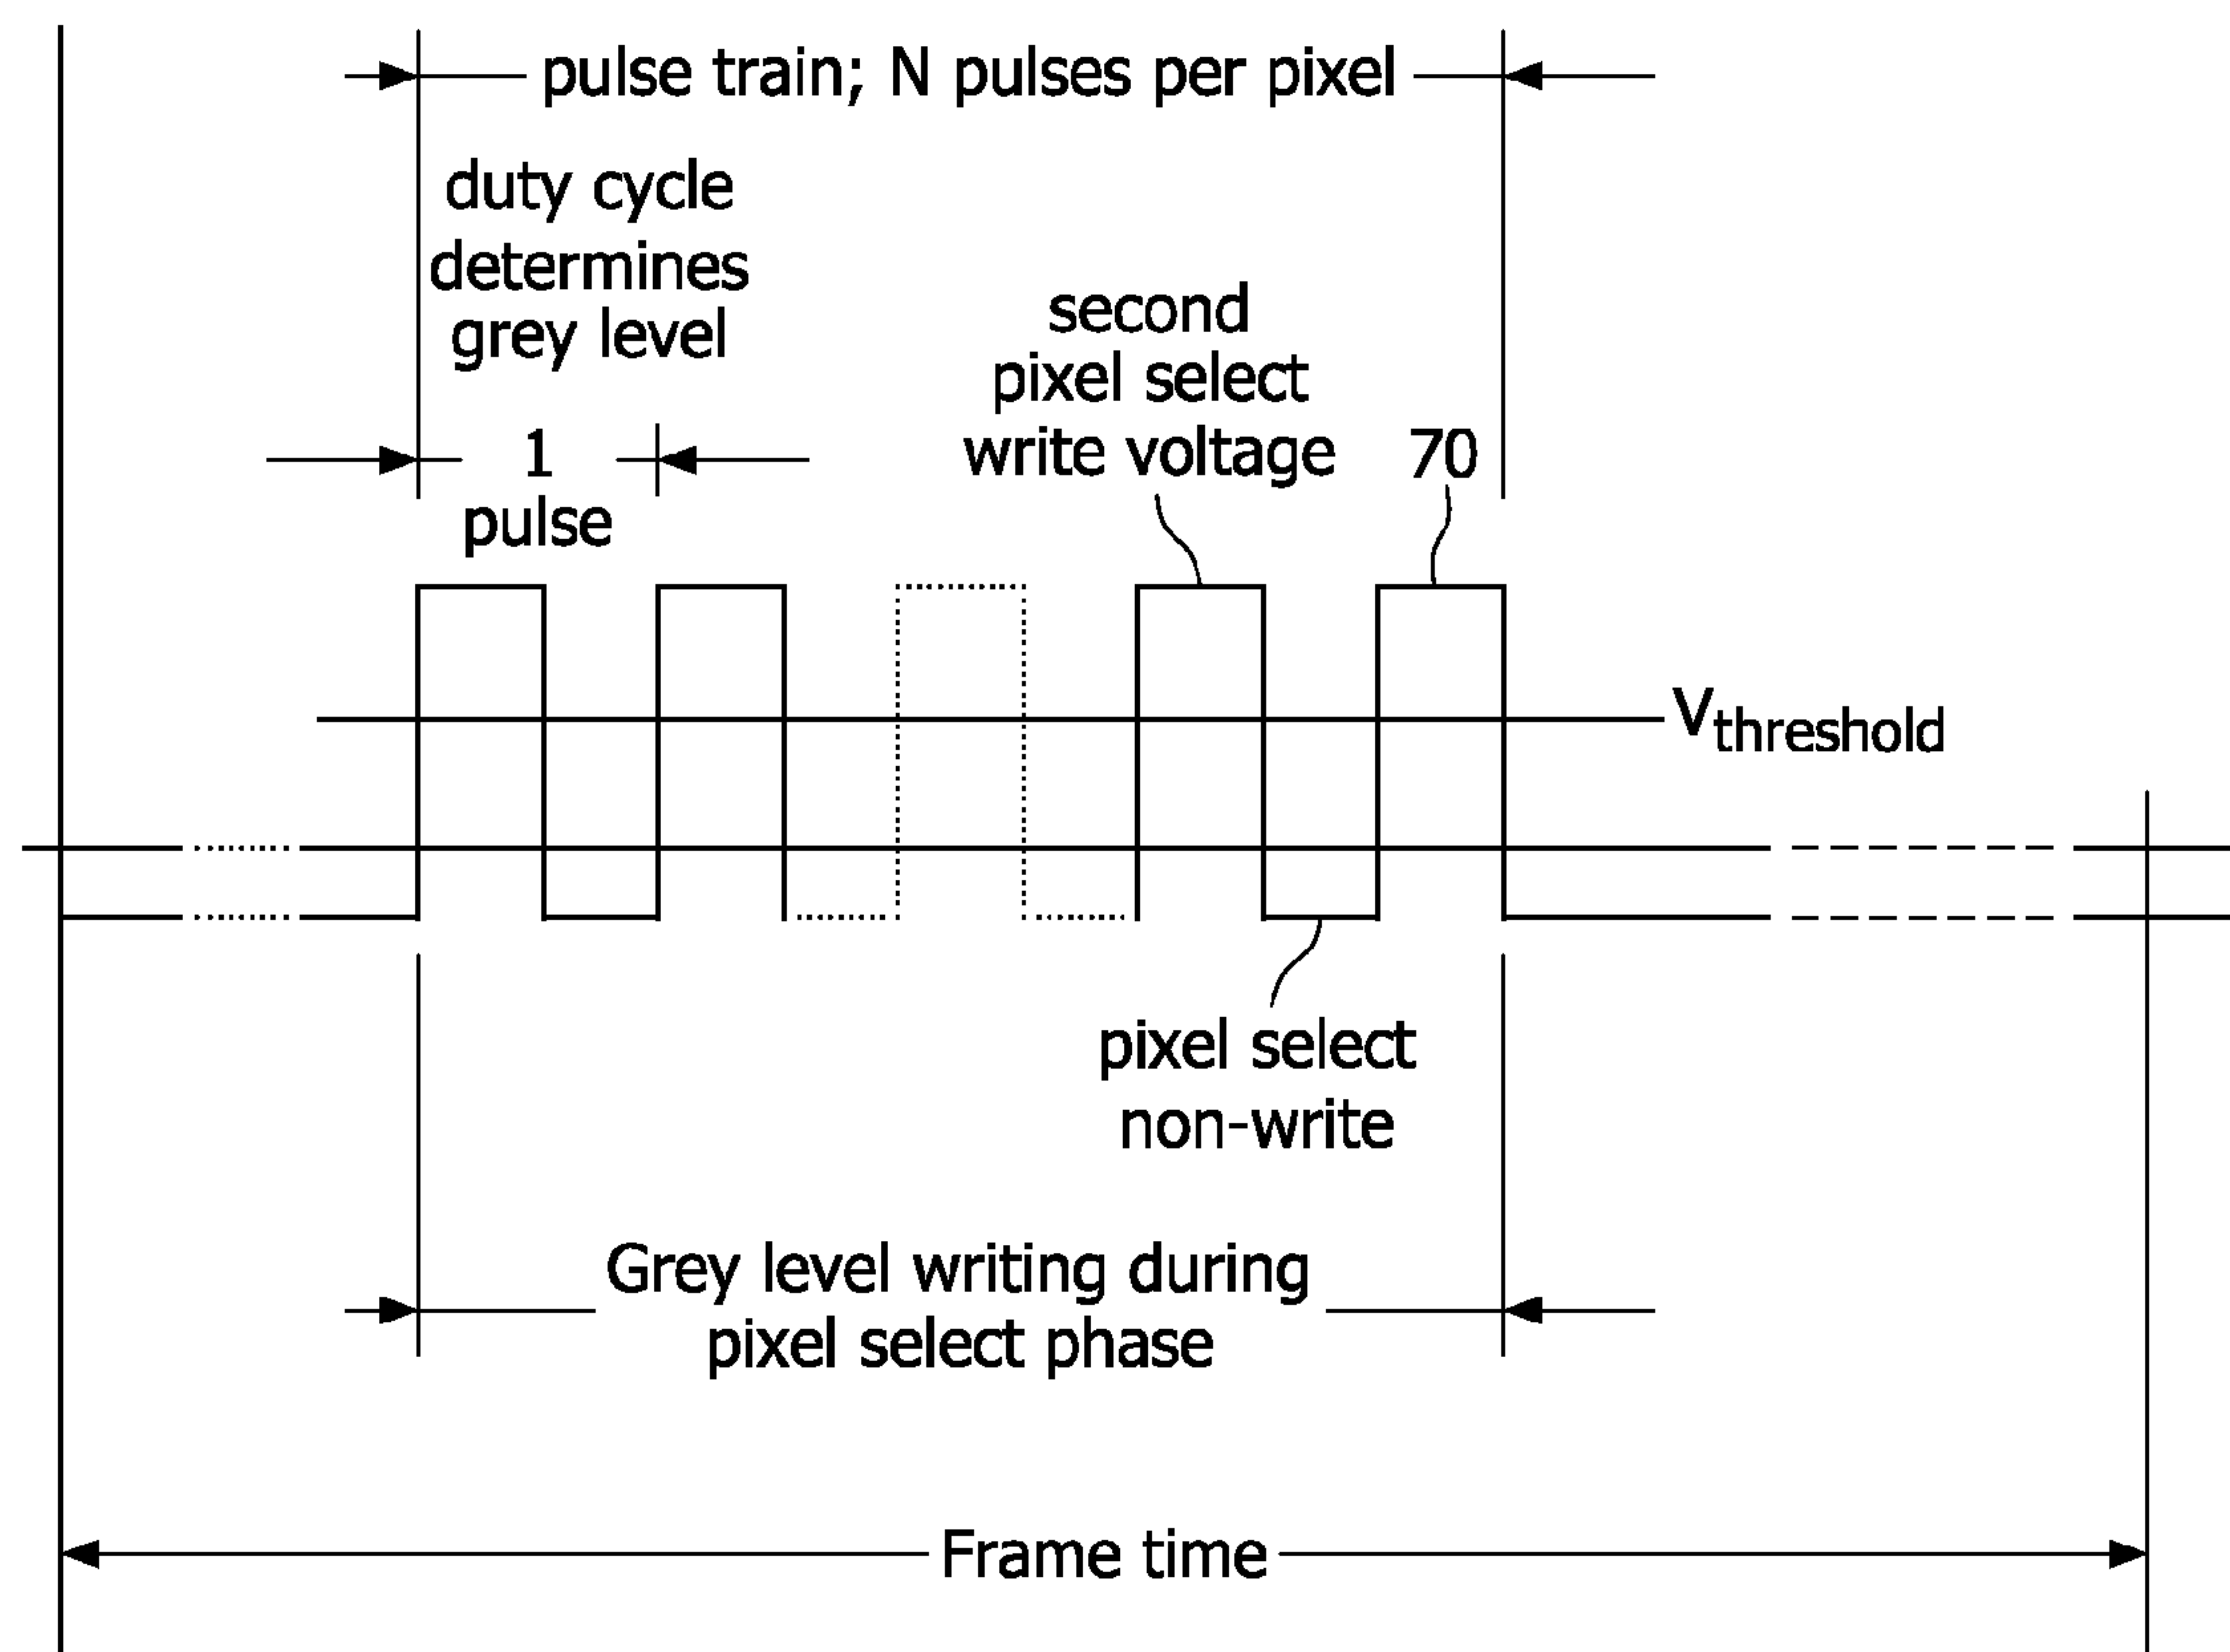 pulse train; N pulses per pixel
duty cycle
determines
grey level
second
pixel select
write voltage
70
1
pulse
Vthreshold
pixel select
non-write
Grey level writing during
pixel select phase
Frame time